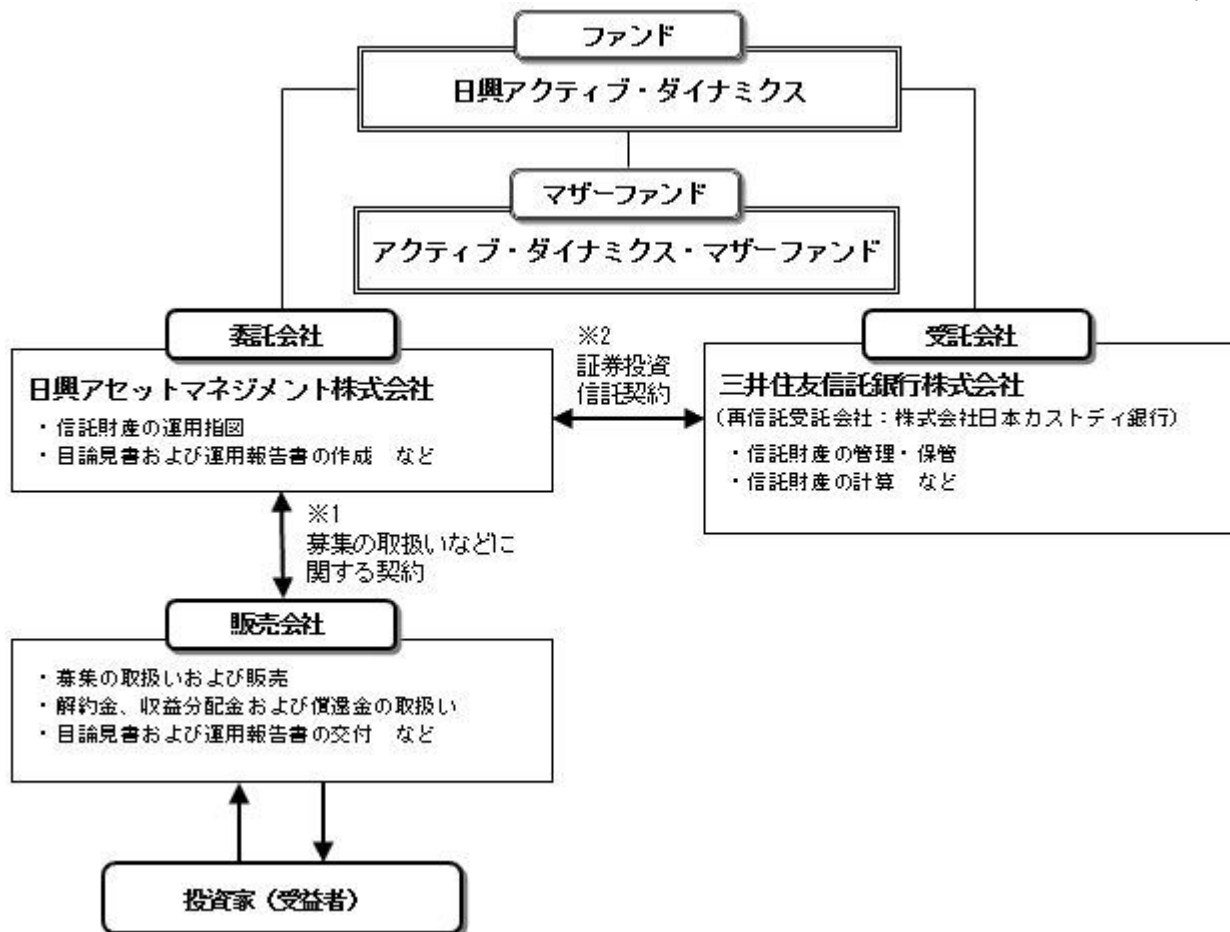 ファンド
日興アクティブ・ダイナミクス
マザーファンド
アクティブ・ダイナミクス・マザーファンド
委託会社
日興アセットマネジメント株式会社
・信託財産の運用指図
・目論見書および運用報告書の作成 など
※2
証券投資
信託契約
受託会社
三井住友信託銀行株式会社
(再信託受託会社:株式会社日本カストディ銀行)
・信託財産の管理・保管
・信託財産の計算 など
※1
募集の取扱いなどに
関する契約
販売会社
・募集の取扱いおよび販売
・解約金、収益分配金および償還金の取扱い
・目論見書および運用報告書の交付 など
投資家(受益者)